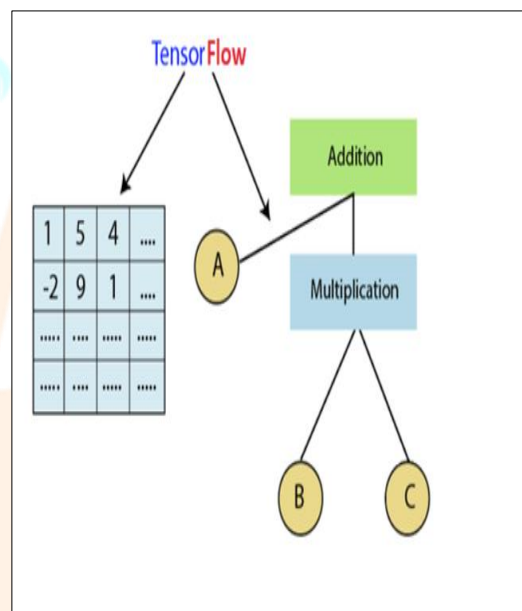 TensorFlow
Addition
1 5 4 ....
A
-2 9 1 ....
Multiplication
..... .... ..... .....
..... .... ..... .....
B C